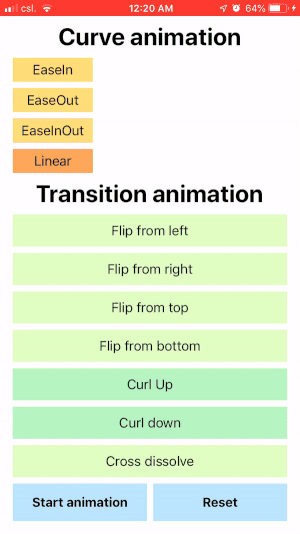 csl. 12:20 AM 64%
Curve animation
EaseIn
EaseOut
EaseInOut
Linear
Transition animation
Flip from left
Flip from right
Flip from top
Flip from bottom
Curl Up
Curl down
Cross dissolve
Start animation Reset